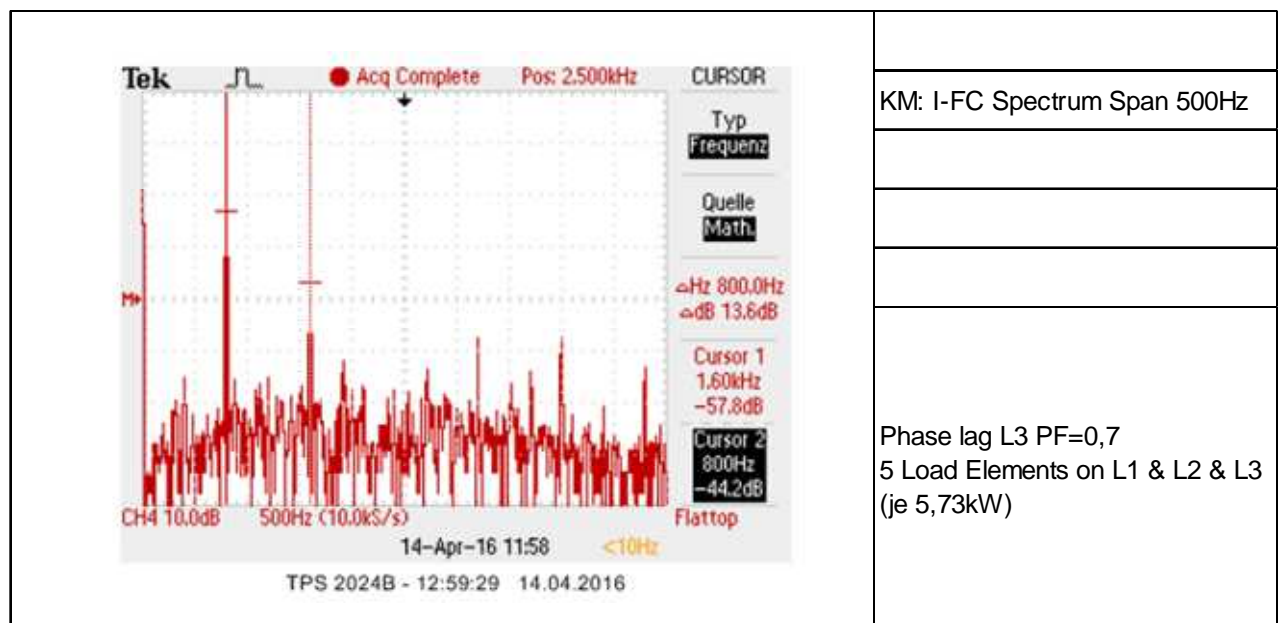 Tek Acq Complete Pos: 2.500kHz CURSOR
Typ
Frequenz
Quelle
Math.
M
△Hz 800.0Hz
△dB 13.6dB
Cursor 1
1.60kHz
-57.8dB
Cursor 2
800Hz
-44.2dB
CH4 10.0dB 500Hz (10.0kS/s) Flattop
14-Apr-16 11:58 <10Hz
TPS 2024B - 12:59:29 14.04.2016
KM: I-FC Spectrum Span 500Hz
Phase lag L3 PF=0,7
5 Load Elements on L1 & L2 & L3
(je 5,73kW)